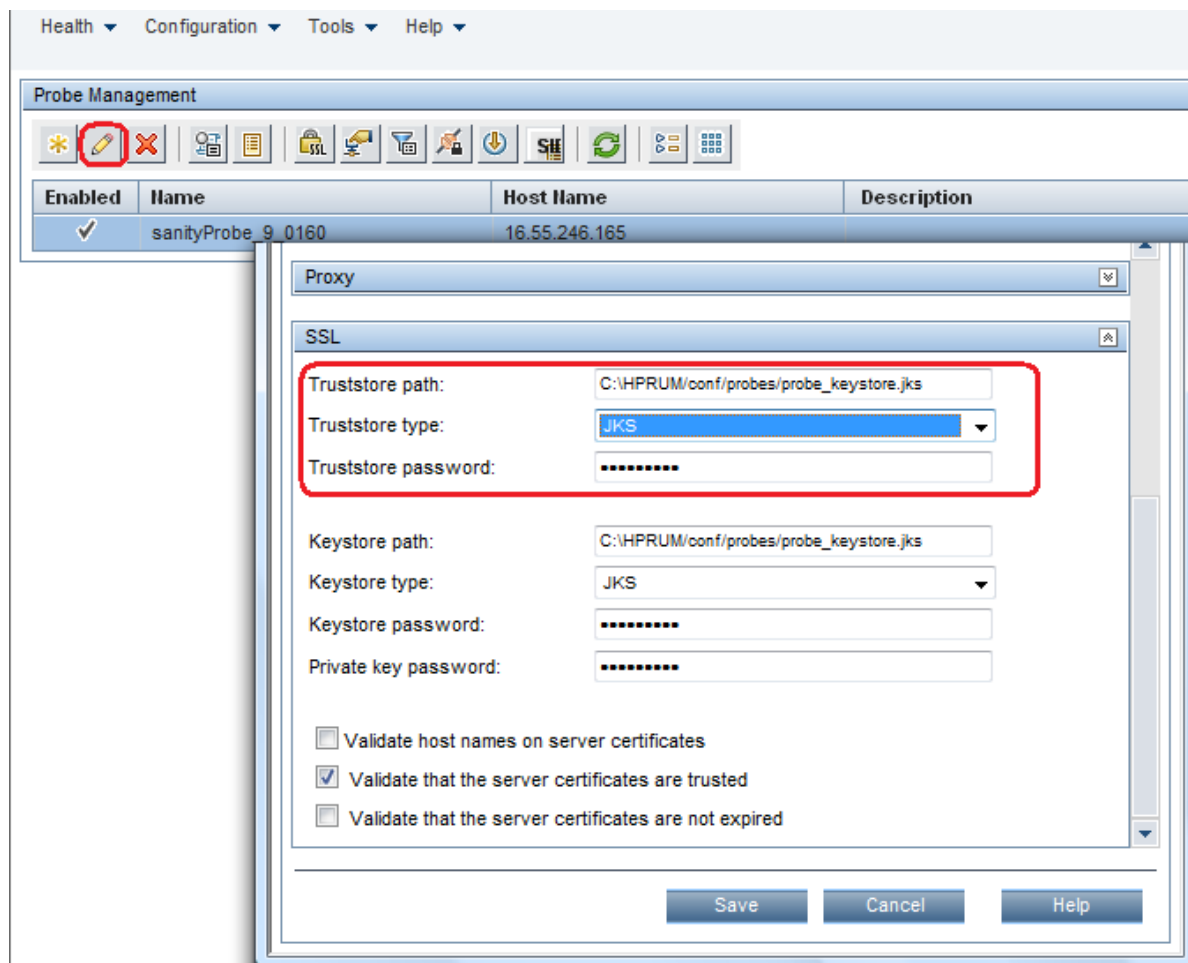 Health Configuration Tools Help
Probe Management
SSL
Enabled Name Host Name Description
sanityProbe_9_0160 16.55.246.165
Proxy
SSL
Truststore path: C:\HPRUM/conf/probes/probe_keystore.jks
Truststore type: JKS
Truststore password: •••••••••
Keystore path: C:\HPRUM/conf/probes/probe_keystore.jks
Keystore type: JKS
Keystore password: •••••••••
Private key password: •••••••••
Validate host names on server certificates
Validate that the server certificates are trusted
Validate that the server certificates are not expired
Save Cancel Help